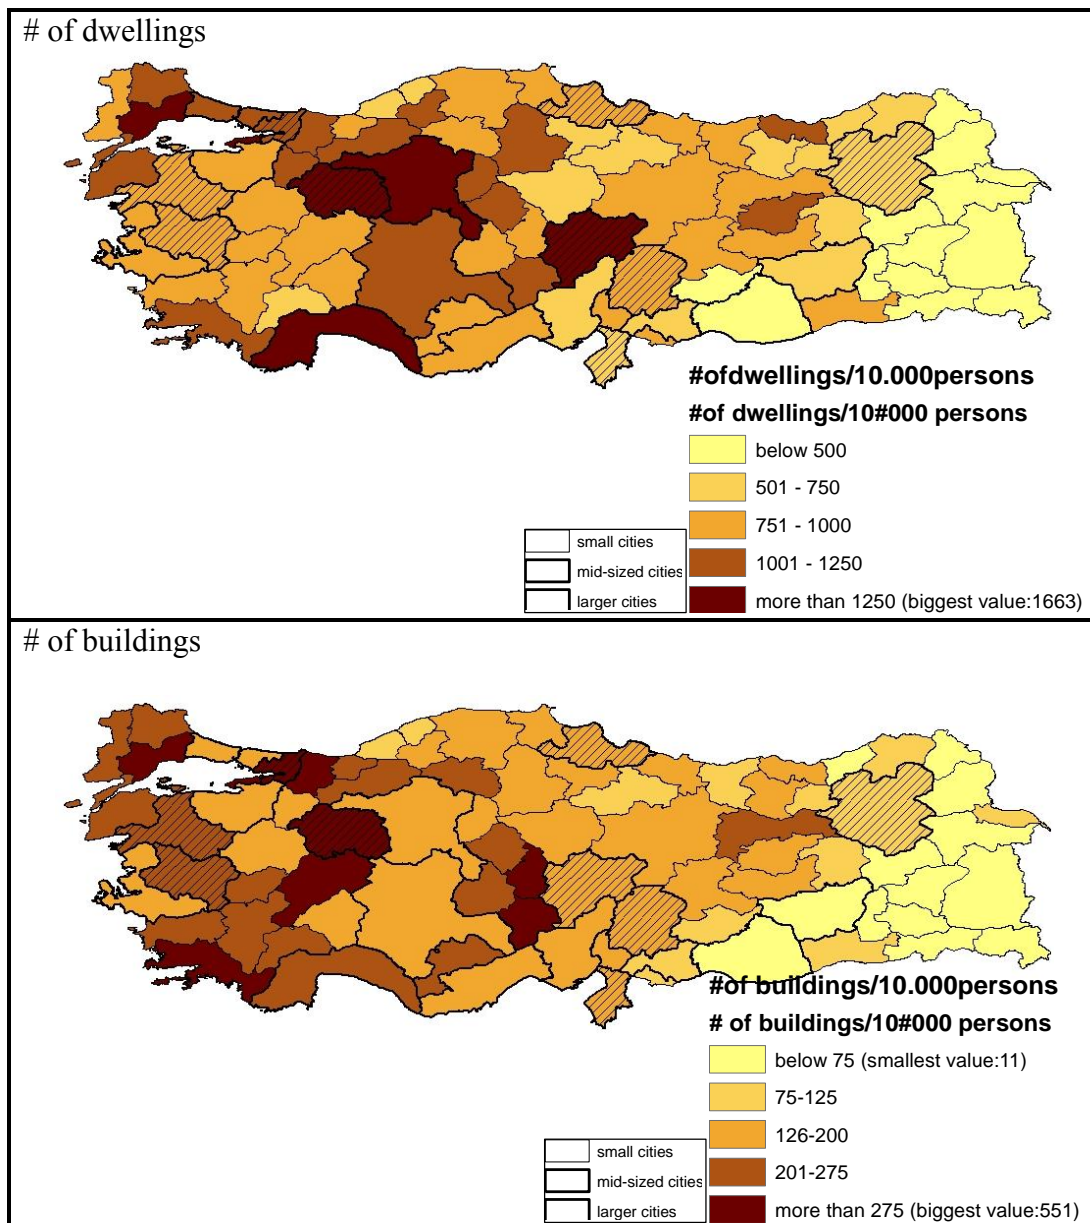 # of dwellings
#ofdwellings/10.000persons
#of dwellings/10#000 persons
below 500
501 - 750
751 - 1000
1001 - 1250
more than 1250 (biggest value:1663)
small cities
mid-sized cities
larger cities
# of buildings
#of buildings/10.000persons
# of buildings/10#000 persons
below 75 (smallest value:11)
75-125
126-200
201-275
more than 275 (biggest value:551)
small cities
mid-sized cities
larger cities